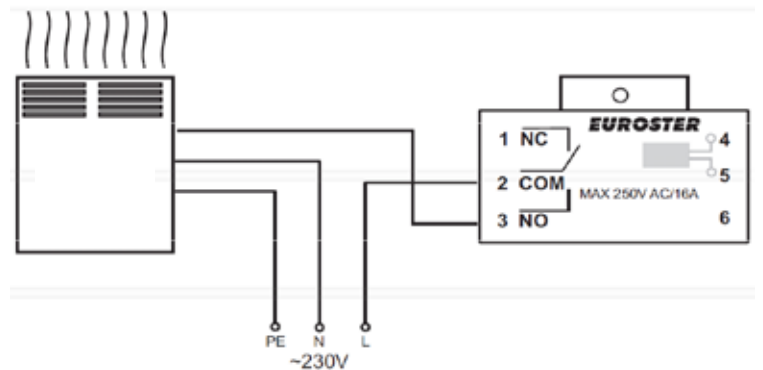 EUROSTER
1 NC
4
2 COM
5
MAX 250V AC/16A
3 NO
6
PE N L
~230V